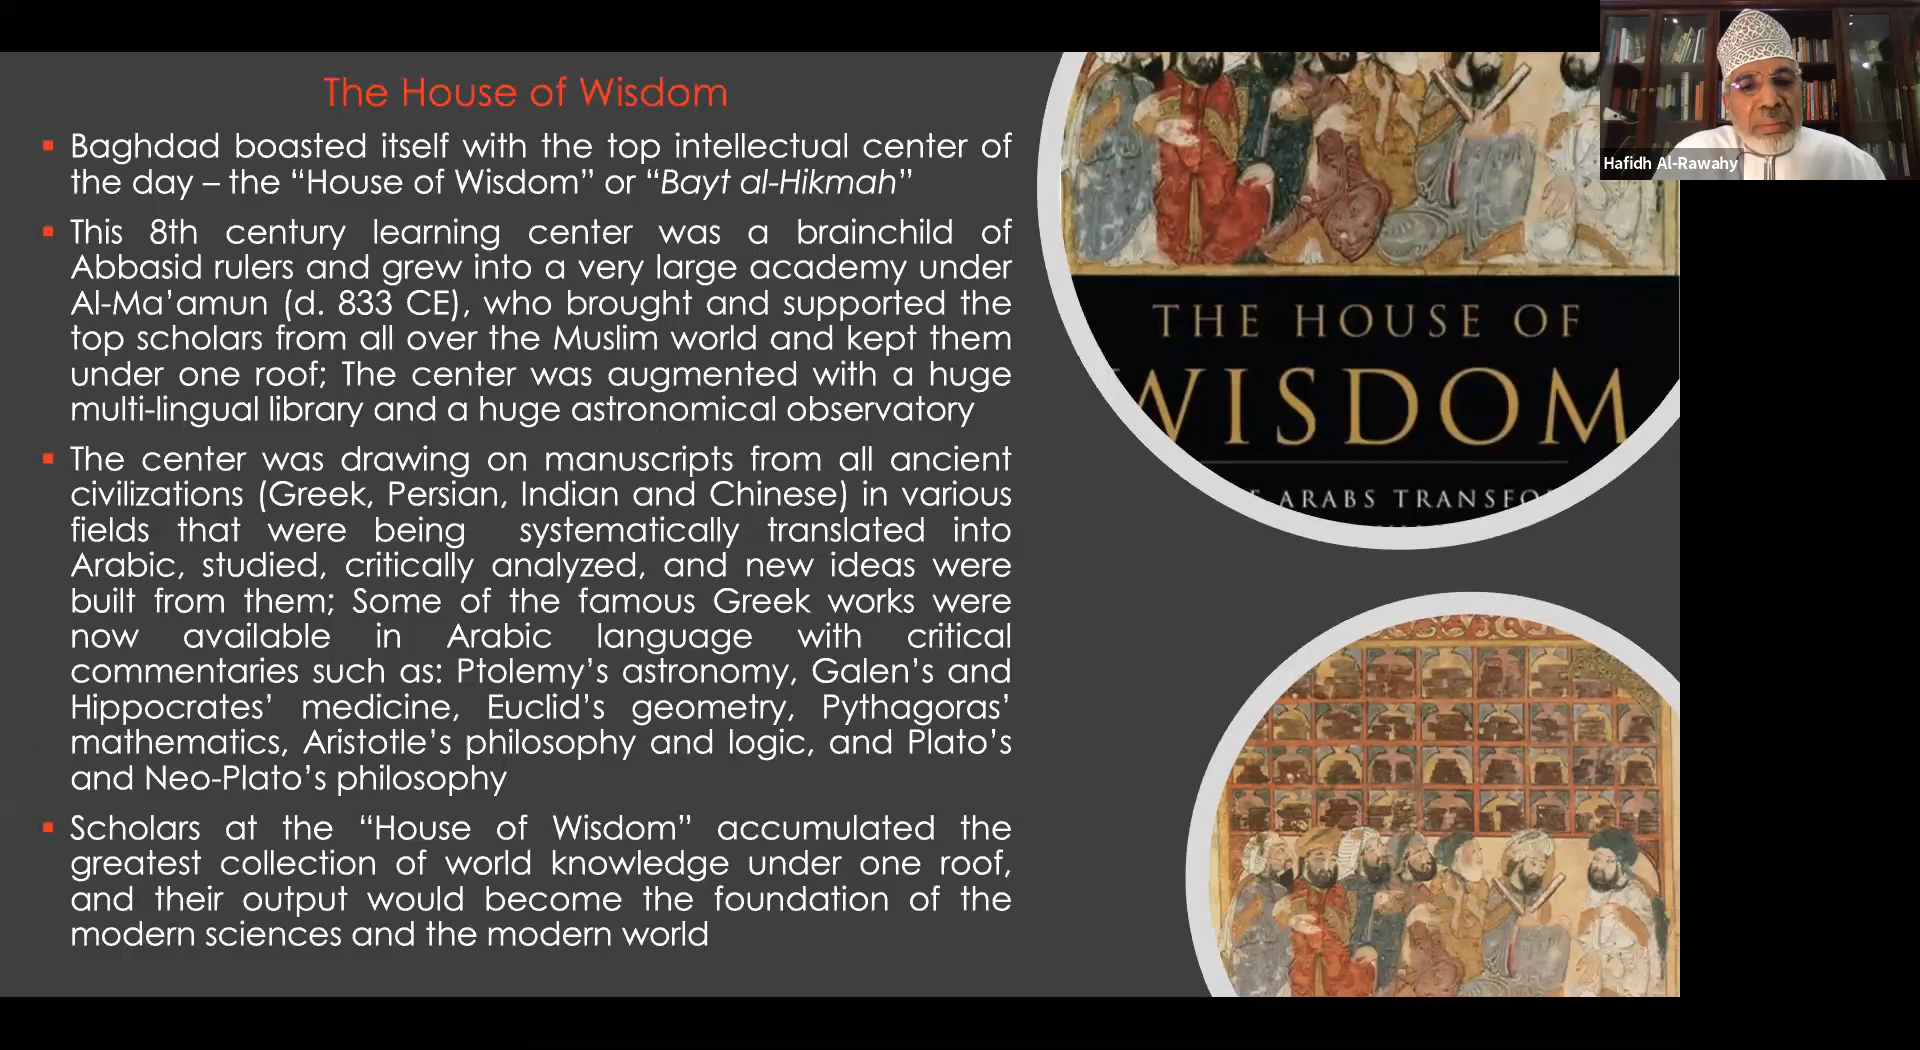 The House of Wisdom
▪ Baghdad boasted itself with the top intellectual center of
the day – the “House of Wisdom” or “Bayt al-Hikmah”
▪ This 8th century learning center was a brainchild of
Abbasid rulers and grew into a very large academy under
Al-Ma’amun (d. 833 CE), who brought and supported the
top scholars from all over the Muslim world and kept them
under one roof; The center was augmented with a huge
multi-lingual library and a huge astronomical observatory
▪ The center was drawing on manuscripts from all ancient
civilizations (Greek, Persian, Indian and Chinese) in various
fields that were being systematically translated into
Arabic, studied, critically analyzed, and new ideas were
built from them; Some of the famous Greek works were
now available in Arabic language with critical
commentaries such as: Ptolemy’s astronomy, Galen’s and
Hippocrates’ medicine, Euclid’s geometry, Pythagoras’
mathematics, Aristotle’s philosophy and logic, and Plato’s
and Neo-Plato’s philosophy
▪ Scholars at the “House of Wisdom” accumulated the
greatest collection of world knowledge under one roof,
and their output would become the foundation of the
modern sciences and the modern world
THE HOUSE OF
WISDOM
ARABS TRANSFO
Hafidh Al-Rawahy